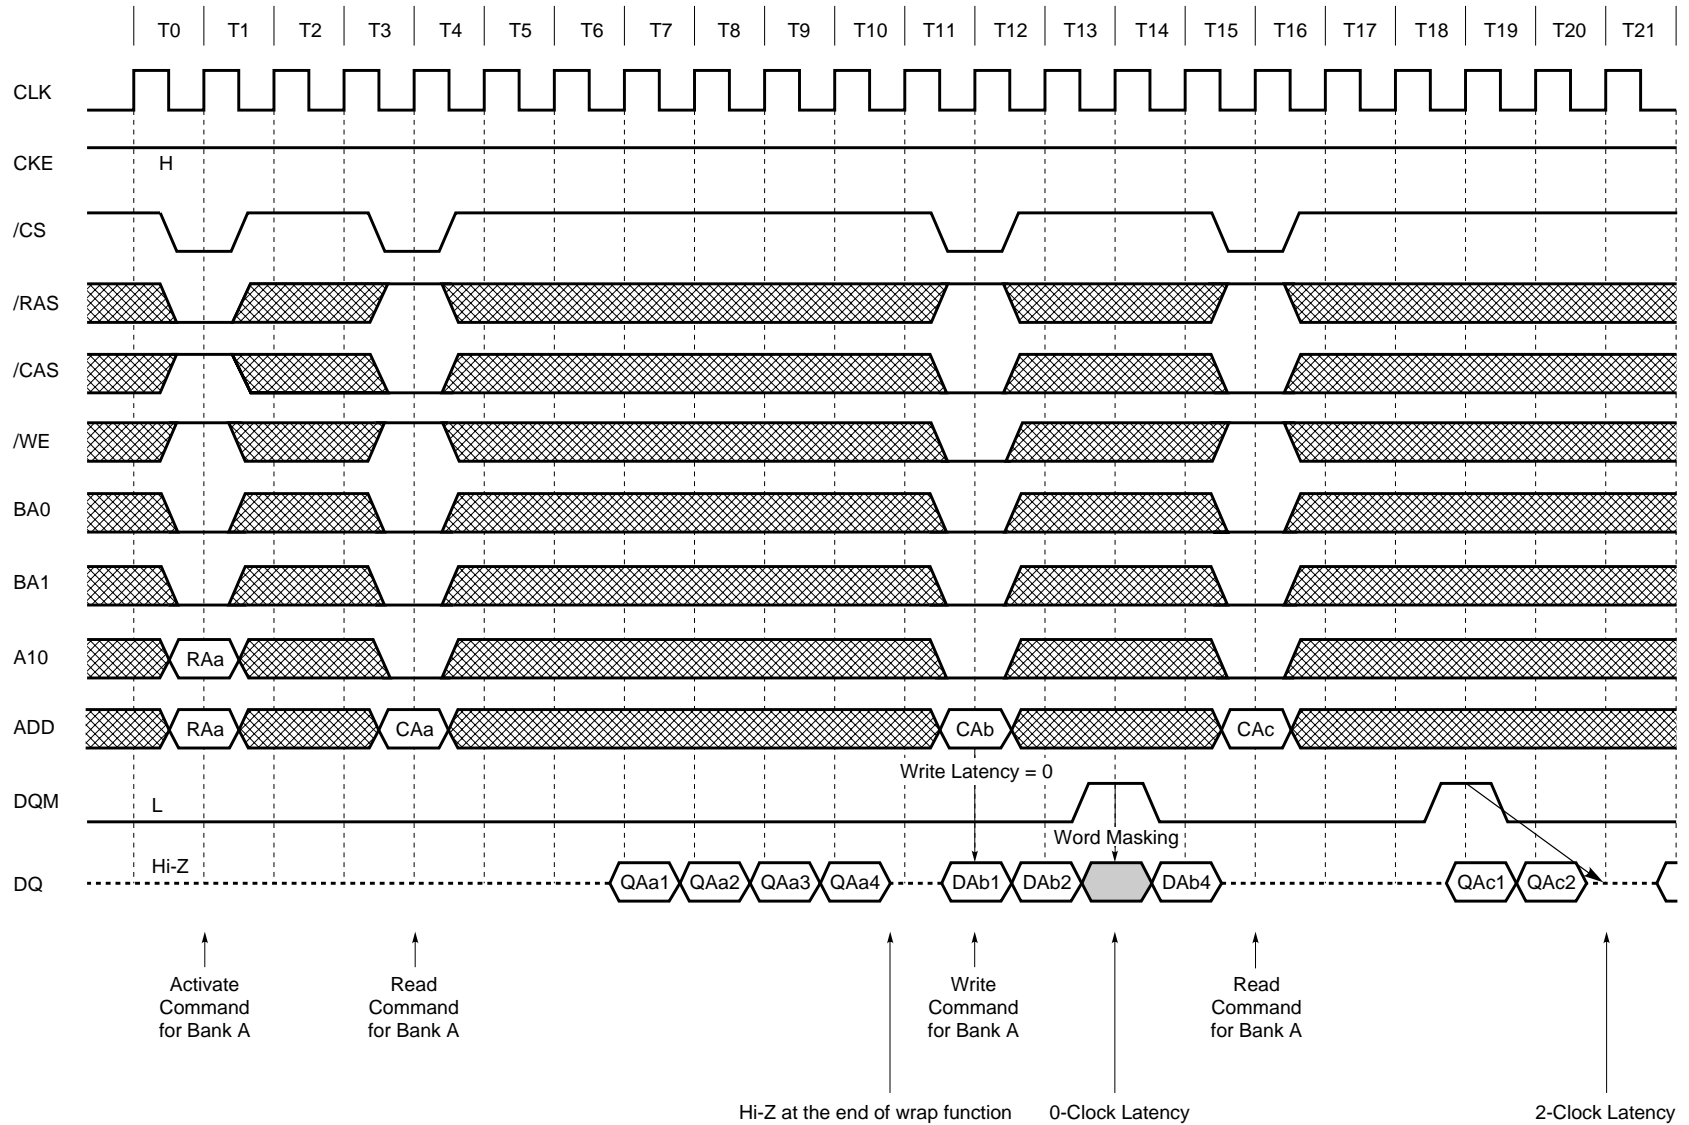 T0 T1 T2 T3 T4 T5 T6 T7 T8 T9 T10 T11 T12 T13 T14 T15 T16 T17 T18 T19 T20 T21
CLK
CKE H
/CS
/RAS
/CAS
/WE
BA0
BA1
A10 RAa
ADD RAa CAa CAb CAc
Write Latency = 0
DQM L
Word Masking
Hi-Z
DQ QAa1 QAa2 QAa3 QAa4 DAb1 DAb2 DAb4 QAc1 QAc2
Activate
Command
for Bank A
Read
Command
for Bank A
Write
Command
for Bank A
Read
Command
for Bank A
Hi-Z at the end of wrap function
0-Clock Latency
2-Clock Latency